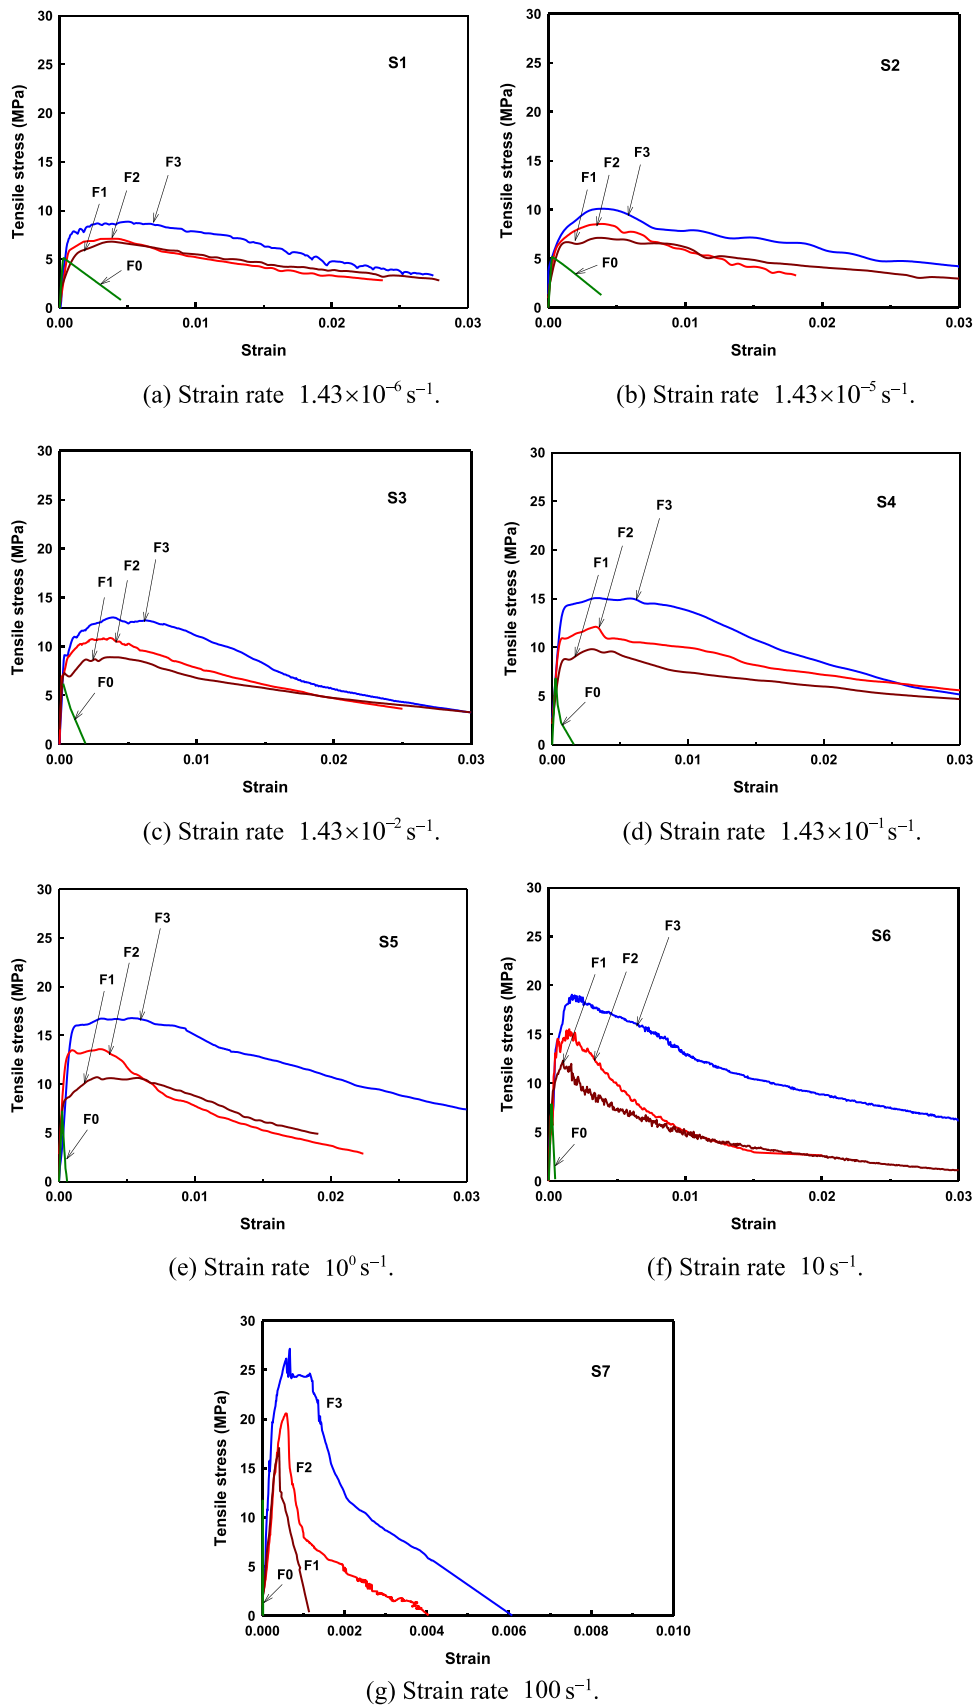 30
25
20
15
10
5
0
Tensile stress (MPa)
S1
F3
F2
F1
F0
0.00 0.01 0.02 0.03
Strain
(a) Strain rate 1.43×10⁻⁶ s⁻¹.
30
25
20
15
10
5
0
Tensile stress (MPa)
S2
F3
F2
F1
F0
0.00 0.01 0.02 0.03
Strain
(b) Strain rate 1.43×10⁻⁵ s⁻¹.
30
25
20
15
10
5
0
Tensile stress (MPa)
S3
F3
F2
F1
F0
0.00 0.01 0.02 0.03
Strain
(c) Strain rate 1.43×10⁻² s⁻¹.
30
25
20
15
10
5
0
Tensile stress (MPa)
S4
F3
F2
F1
F0
0.00 0.01 0.02 0.03
Strain
(d) Strain rate 1.43×10⁻¹ s⁻¹.
30
25
20
15
10
5
0
Tensile stress (MPa)
S5
F3
F2
F1
F0
0.00 0.01 0.02 0.03
Strain
(e) Strain rate 10⁰ s⁻¹.
30
25
20
15
10
5
0
Tensile stress (MPa)
S6
F3
F2
F1
F0
0.00 0.01 0.02 0.03
Strain
(f) Strain rate 10 s⁻¹.
30
25
20
15
10
5
0
Tensile stress (MPa)
S7
F3
F2
F1
F0
0.000 0.002 0.004 0.006 0.008 0.010
Strain
(g) Strain rate 100 s⁻¹.